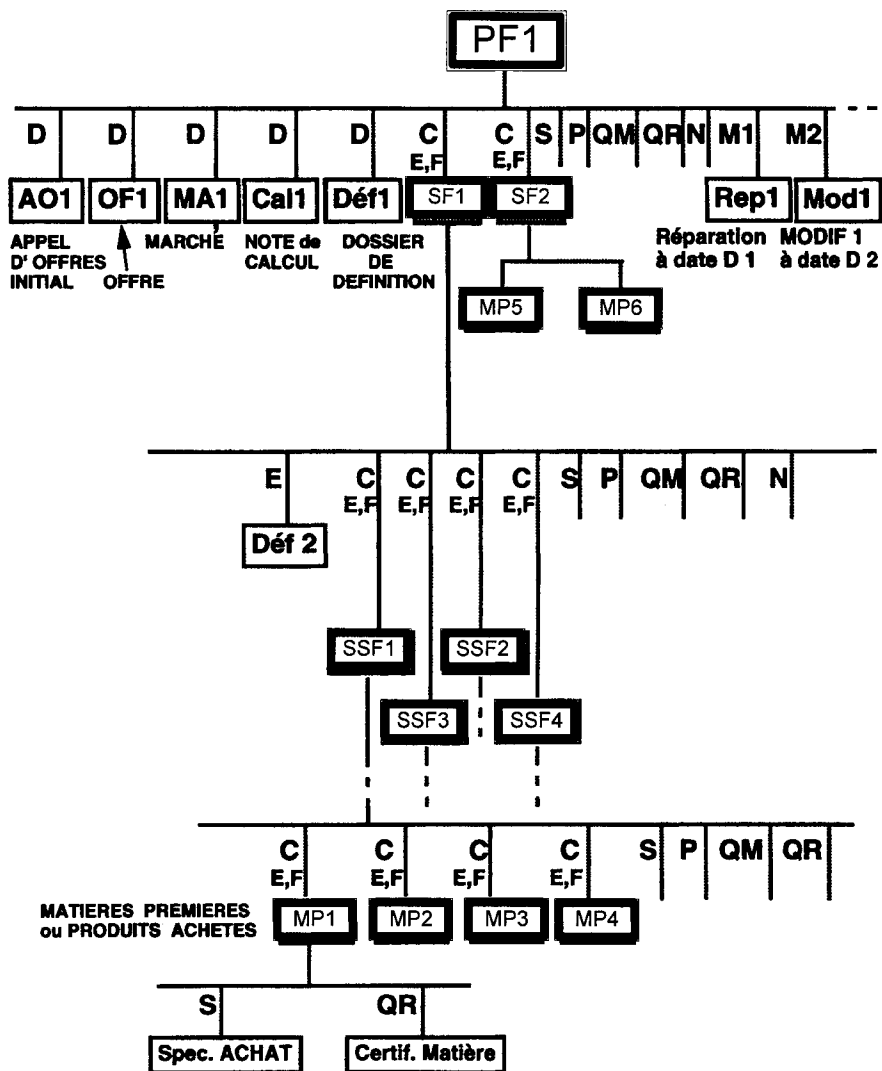 PF1
D D D D D C C S P QM QR N M1 M2
E,F E,F
AO1 OF1 MA1 Cal1 Déf1 SF1 SF2 Rep1 Mod1
APPEL MARCHÉ NOTE de DOSSIER Réparation MODIF 1
D' OFFRES CALCUL DE à date D 1 à date D 2
INITIAL OFFRE DEFINITION
MP5 MP6
E C C C C S P QM QR N
E,F E,F E,F E,F
Déf 2
SSF1 SSF2
SSF3 SSF4
C C C C S P QM QR
E,F E,F E,F E,F
MATIERES PREMIERES
ou PRODUITS ACHETES MP1 MP2 MP3 MP4
S QR
Spec. ACHAT Certif. Matière